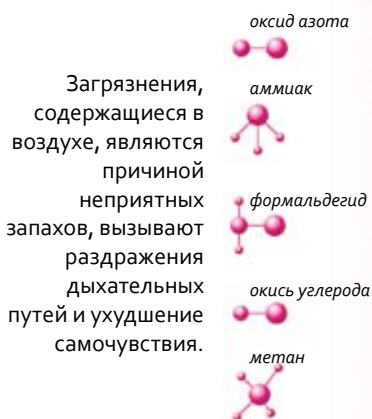 Загрязнения,
содержащиеся в
воздухе, являются
причиной
неприятных
запахов, вызывают
раздражения
дыхательных
путей и ухудшение
самочувствия.
оксид азота
аммиак
формальдегид
окись углерода
метан